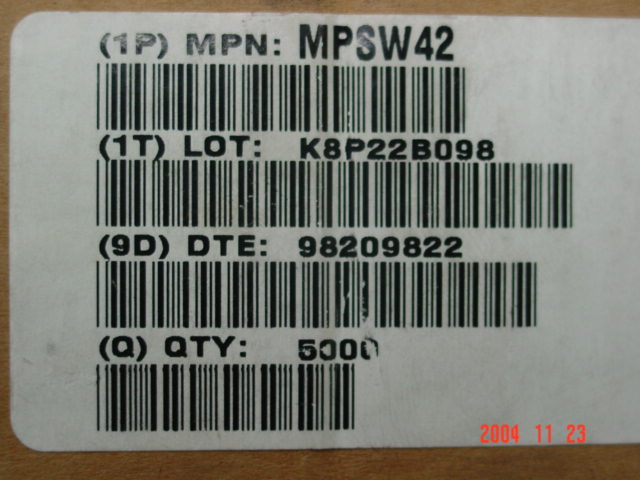 (1P) MPN: MPSW42
(1T) LOT: K8P22B098
(9D) DTE: 98209822
(Q) QTY: 5000
2004 11 23